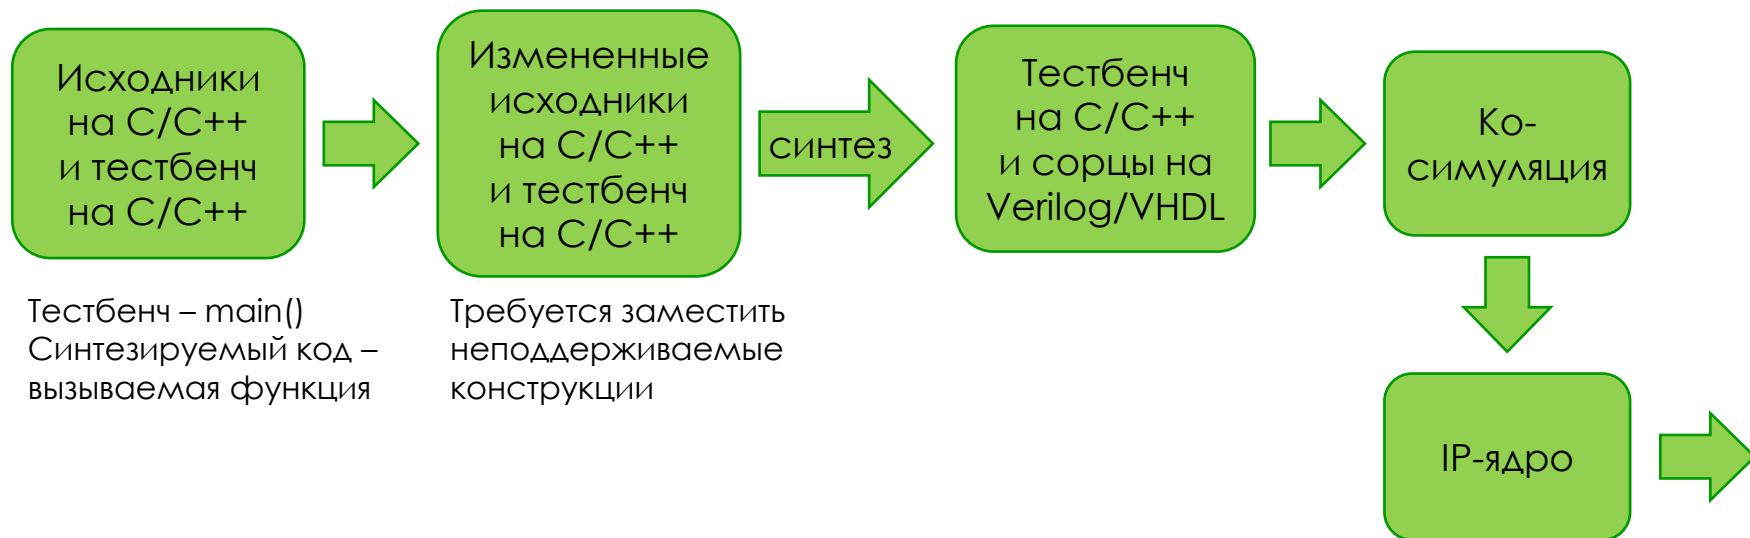 Исходники
на C/C++
и тестбенч
на C/C++
Измененные
исходники
на C/C++
и тестбенч
на C/C++
синтез
Тестбенч
на C/C++
и сорцы на
Verilog/VHDL
Ко-
симуляция
Тестбенч – main()
Синтезируемый код –
вызываемая функция
Требуется заместить
неподдерживаемые
конструкции
IP-ядро